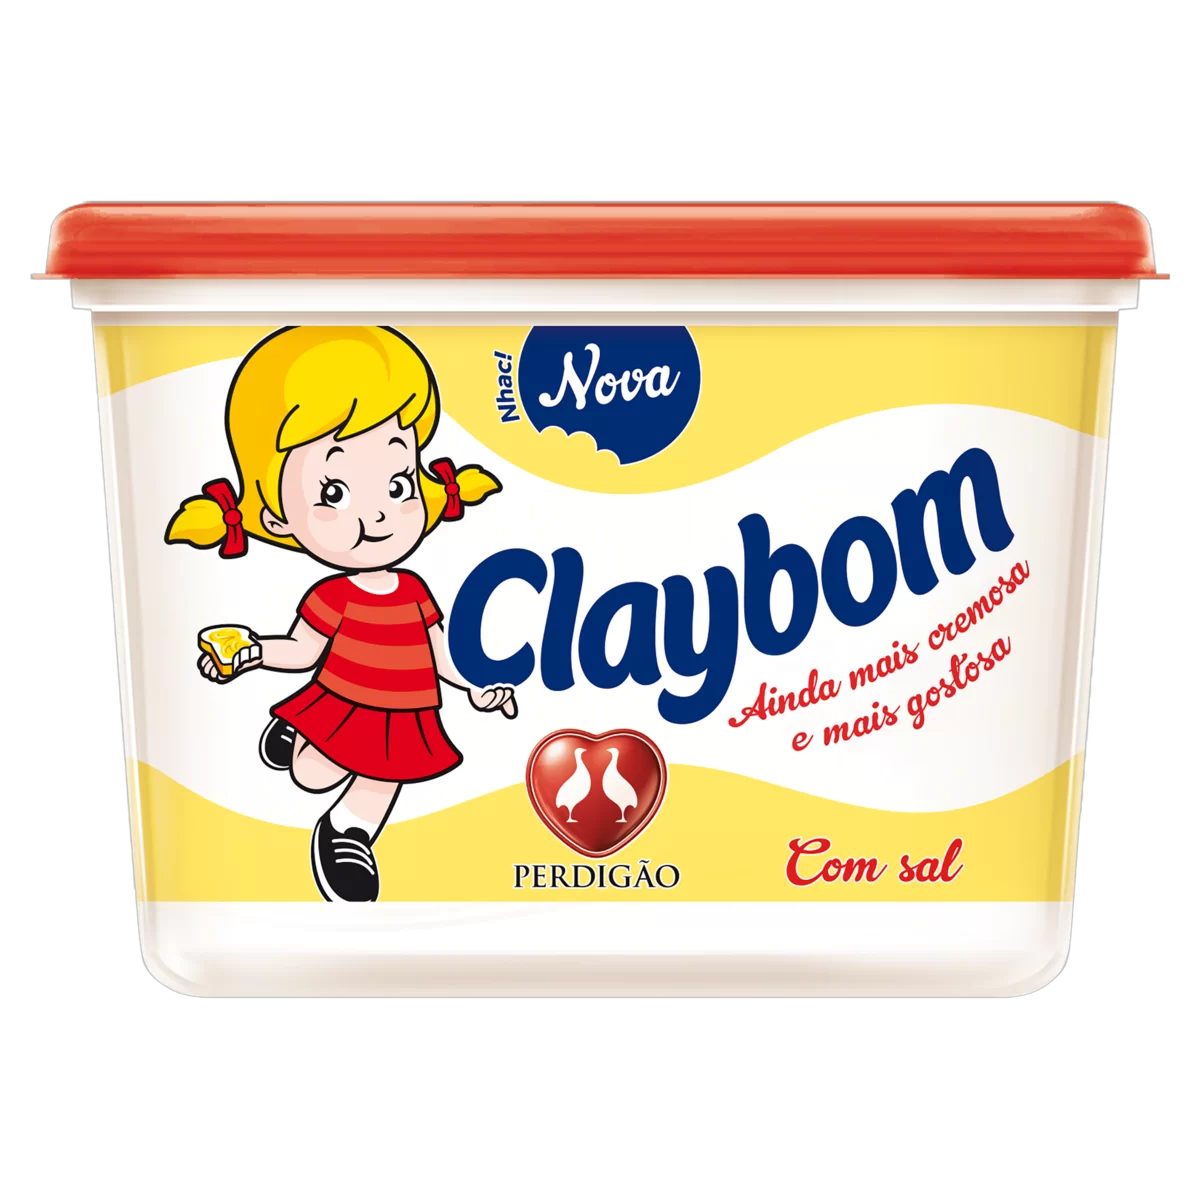 Nhac!
Nova
Claybom
Ainda mais cremosa
e mais gostosa
PERDIGÃO
Com sal